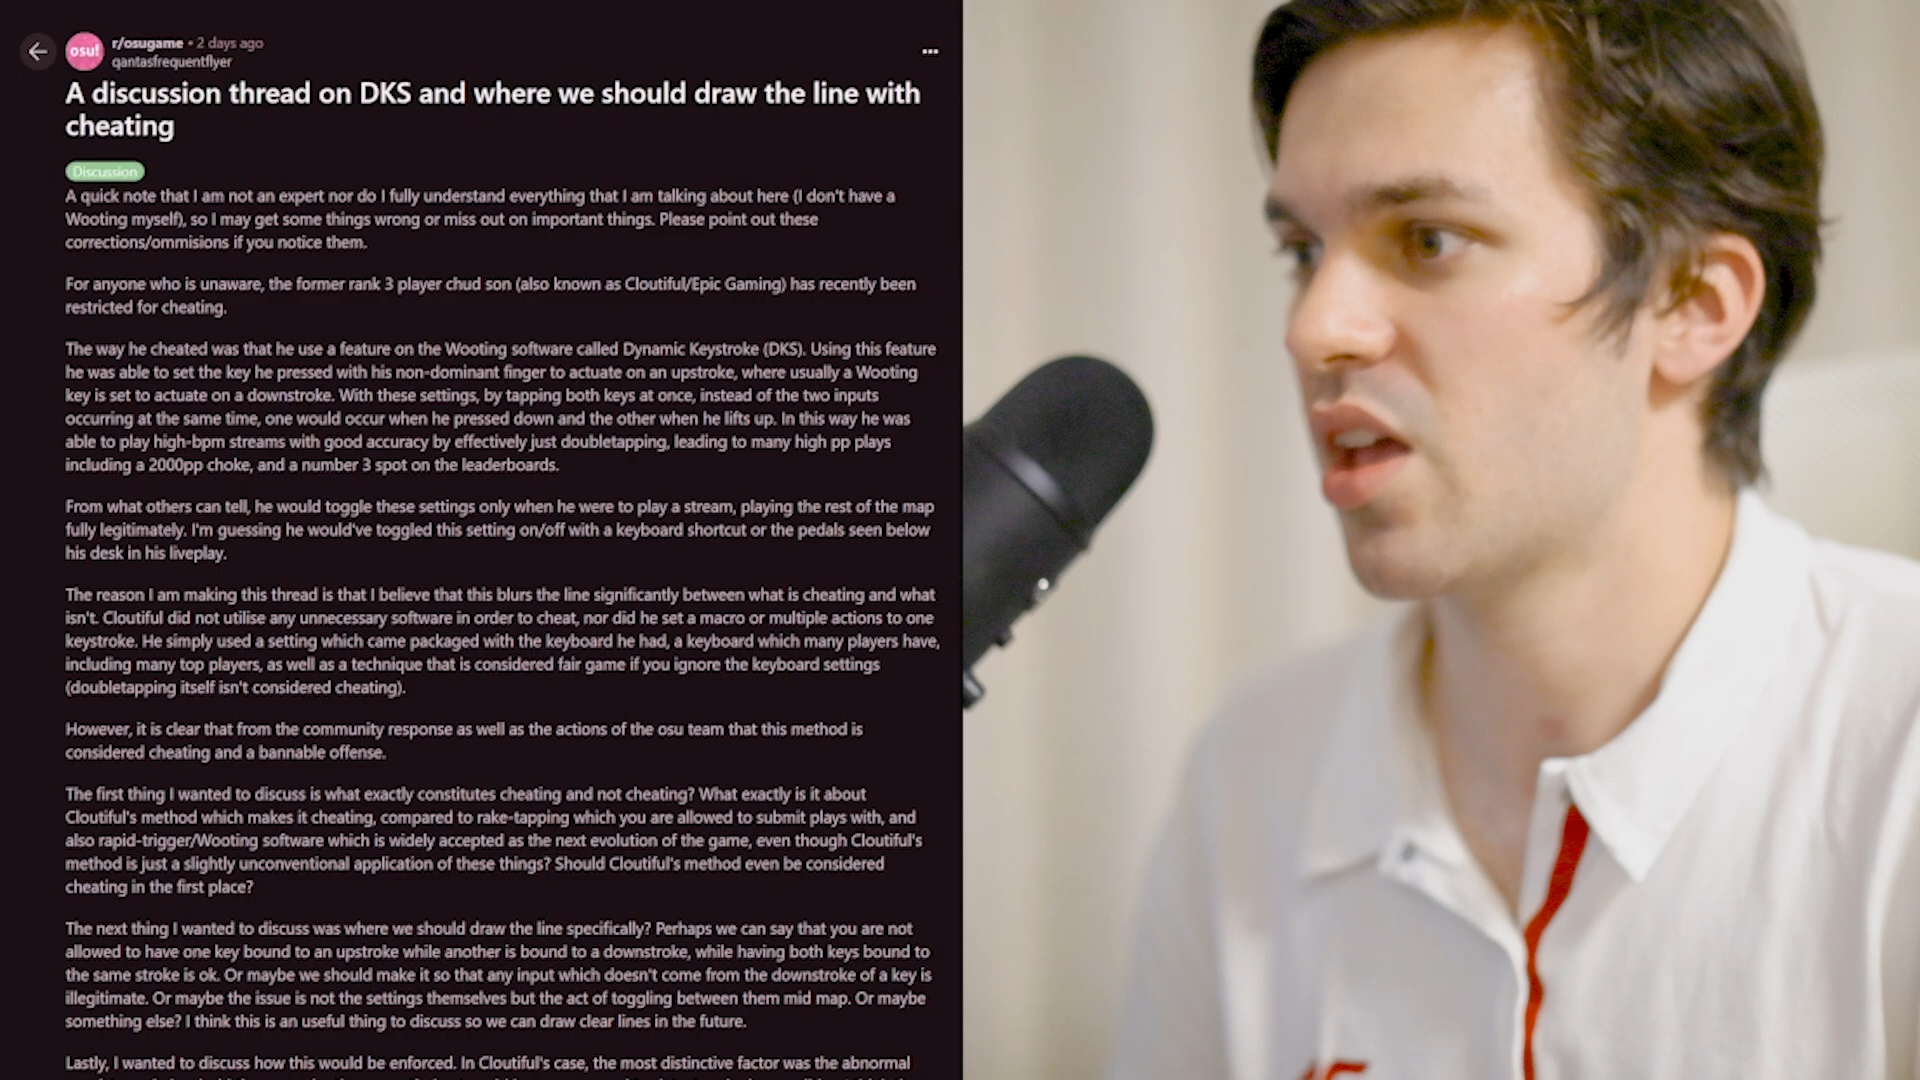 r/osugame • 2 days ago
osu!
qantasfrequentflyer
A discussion thread on DKS and where we should draw the line with
cheating
Discussion
A quick note that I am not an expert nor do I fully understand everything that I am talking about here (I don't have a
Wooting myself), so I may get some things wrong or miss out on important things. Please point out these
corrections/ommisions if you notice them.
For anyone who is unaware, the former rank 3 player chud son (also known as Cloutiful/Epic Gaming) has recently been
restricted for cheating.
The way he cheated was that he use a feature on the Wooting software called Dynamic Keystroke (DKS). Using this feature
he was able to set the key he pressed with his non-dominant finger to actuate on an upstroke, where usually a Wooting
key is set to actuate on a downstroke. With these settings, by tapping both keys at once, instead of the two inputs
occurring at the same time, one would occur when he pressed down and the other when he lifts up. In this way he was
able to play high-bpm streams with good accuracy by effectively just doubletapping, leading to many high pp plays
including a 2000pp choke, and a number 3 spot on the leaderboards.
From what others can tell, he would toggle these settings only when he were to play a stream, playing the rest of the map
fully legitimately. I'm guessing he would've toggled this setting on/off with a keyboard shortcut or the pedals seen below
his desk in his liveplay.
The reason I am making this thread is that I believe that this blurs the line significantly between what is cheating and what
isn't. Cloutiful did not utilise any unnecessary software in order to cheat, nor did he set a macro or multiple actions to one
keystroke. He simply used a setting which came packaged with the keyboard he had, a keyboard which many players have,
including many top players, as well as a technique that is considered fair game if you ignore the keyboard settings
(doubletapping itself isn't considered cheating).
However, it is clear that from the community response as well as the actions of the osu team that this method is
considered cheating and a bannable offense.
The first thing I wanted to discuss is what exactly constitutes cheating and not cheating? What exactly is it about
Cloutiful's method which makes it cheating, compared to rake-tapping which you are allowed to submit plays with, and
also rapid-trigger/Wooting software which is widely accepted as the next evolution of the game, even though Cloutiful's
method is just a slightly unconventional application of these things? Should Cloutiful's method even be considered
cheating in the first place?
The next thing I wanted to discuss was where we should draw the line specifically? Perhaps we can say that you are not
allowed to have one key bound to an upstroke while another is bound to a downstroke, while having both keys bound to
the same stroke is ok. Or maybe we should make it so that any input which doesn't come from the downstroke of a key is
illegitimate. Or maybe the issue is not the settings themselves but the act of toggling between them mid map. Or maybe
something else? I think this is an useful thing to discuss so we can draw clear lines in the future.
Lastly, I wanted to discuss how this would be enforced. In Cloutiful's case, the most distinctive factor was the abnormal